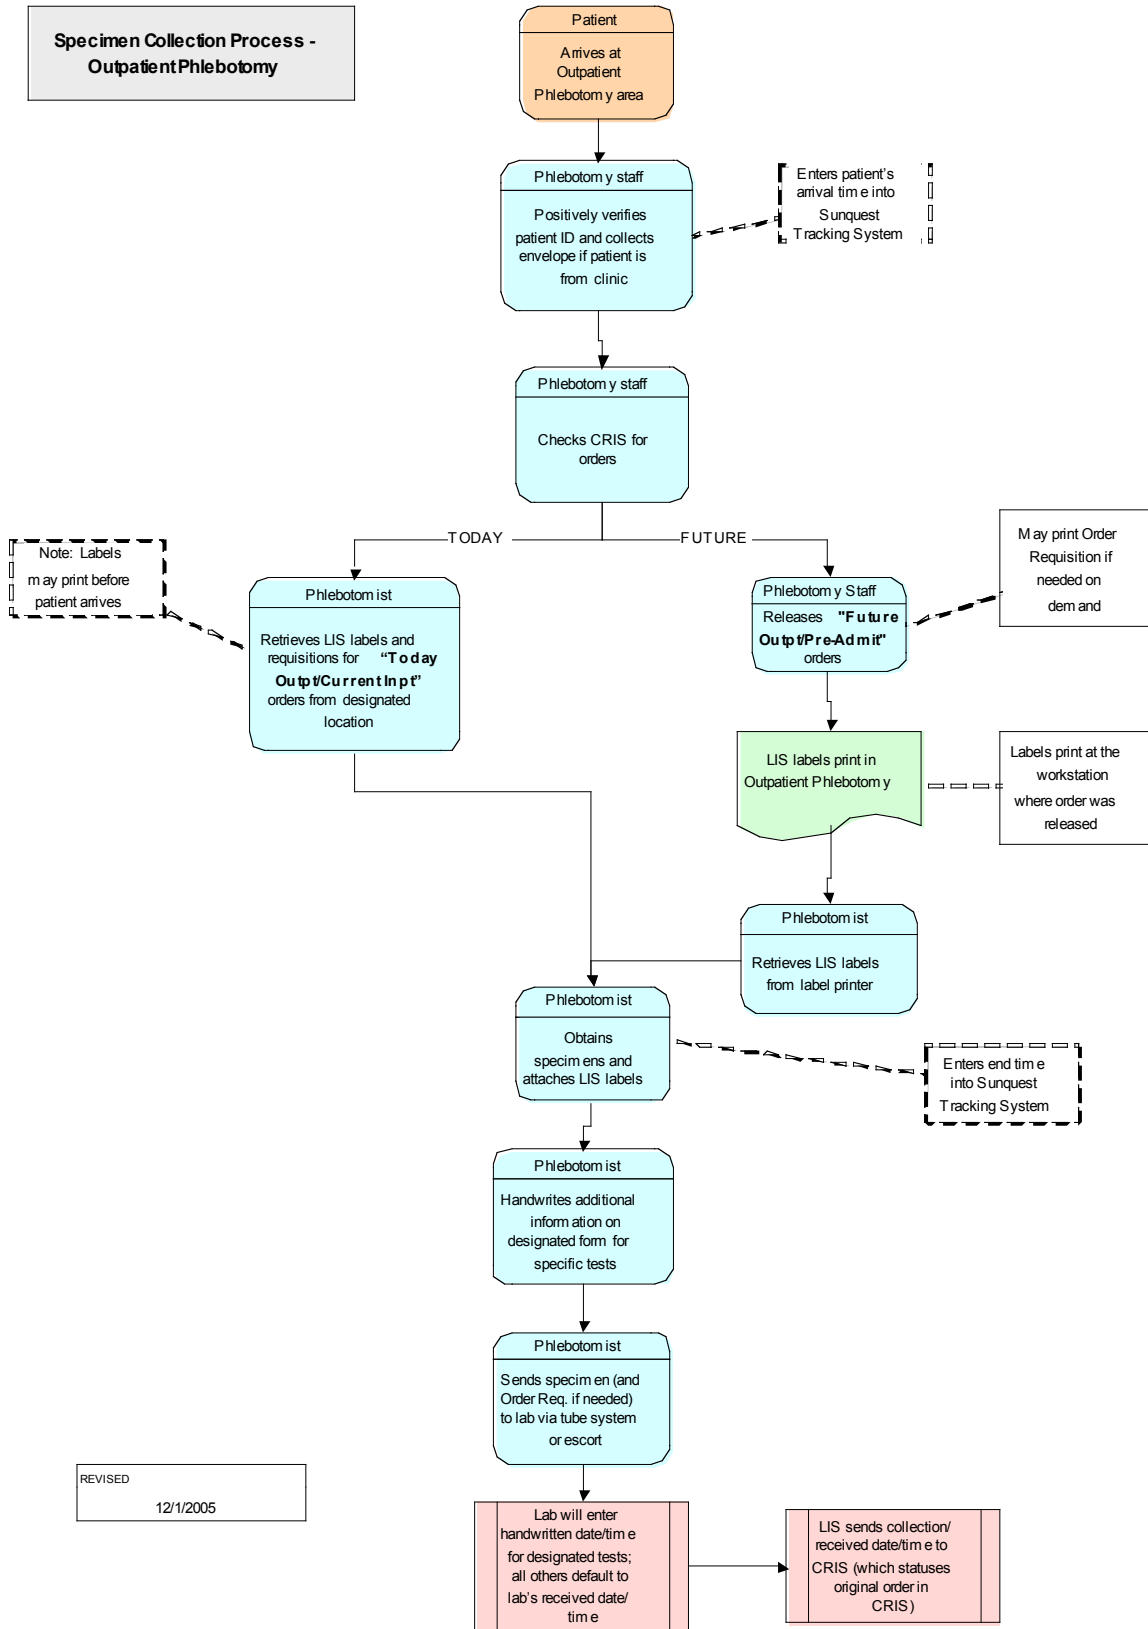 Specimen Collection Process -
Outpatient Phlebotomy
Patient
Arrives at
Outpatient
Phlebotomy area
Phlebotomy staff
Positively verifies
patient ID and collects
envelope if patient is
from clinic
Enters patient's
arrival time into
Sunquest
Tracking System
Phlebotomy staff
Checks CRIS for
orders
TODAY
FUTURE
Note: Labels
may print before
patient arrives
Phlebotomist
Retrieves LIS labels and
requisitions for “Today
Outpt/Current Inpt”
orders from designated
location
Phlebotomy Staff
Releases "Future
Outpt/Pre-Admit"
orders
May print Order
Requisition if
needed on
demand
LIS labels print in
Outpatient Phlebotomy
Labels print at the
workstation
where order was
released
Phlebotomist
Retrieves LIS labels
from label printer
Phlebotomist
Obtains
specimens and
attaches LIS labels
Enters end time
into Sunquest
Tracking System
Phlebotomist
Handwrites additional
information on
designated form for
specific tests
Phlebotomist
Sends specimen (and
Order Req. if needed)
to lab via tube system
or escort
REVISED
12/1/2005
Lab will enter
handwritten date/time
for designated tests;
all others default to
lab's received date/
time
LIS sends collection/
received date/time to
CRIS (which statuses
original order in
CRIS)